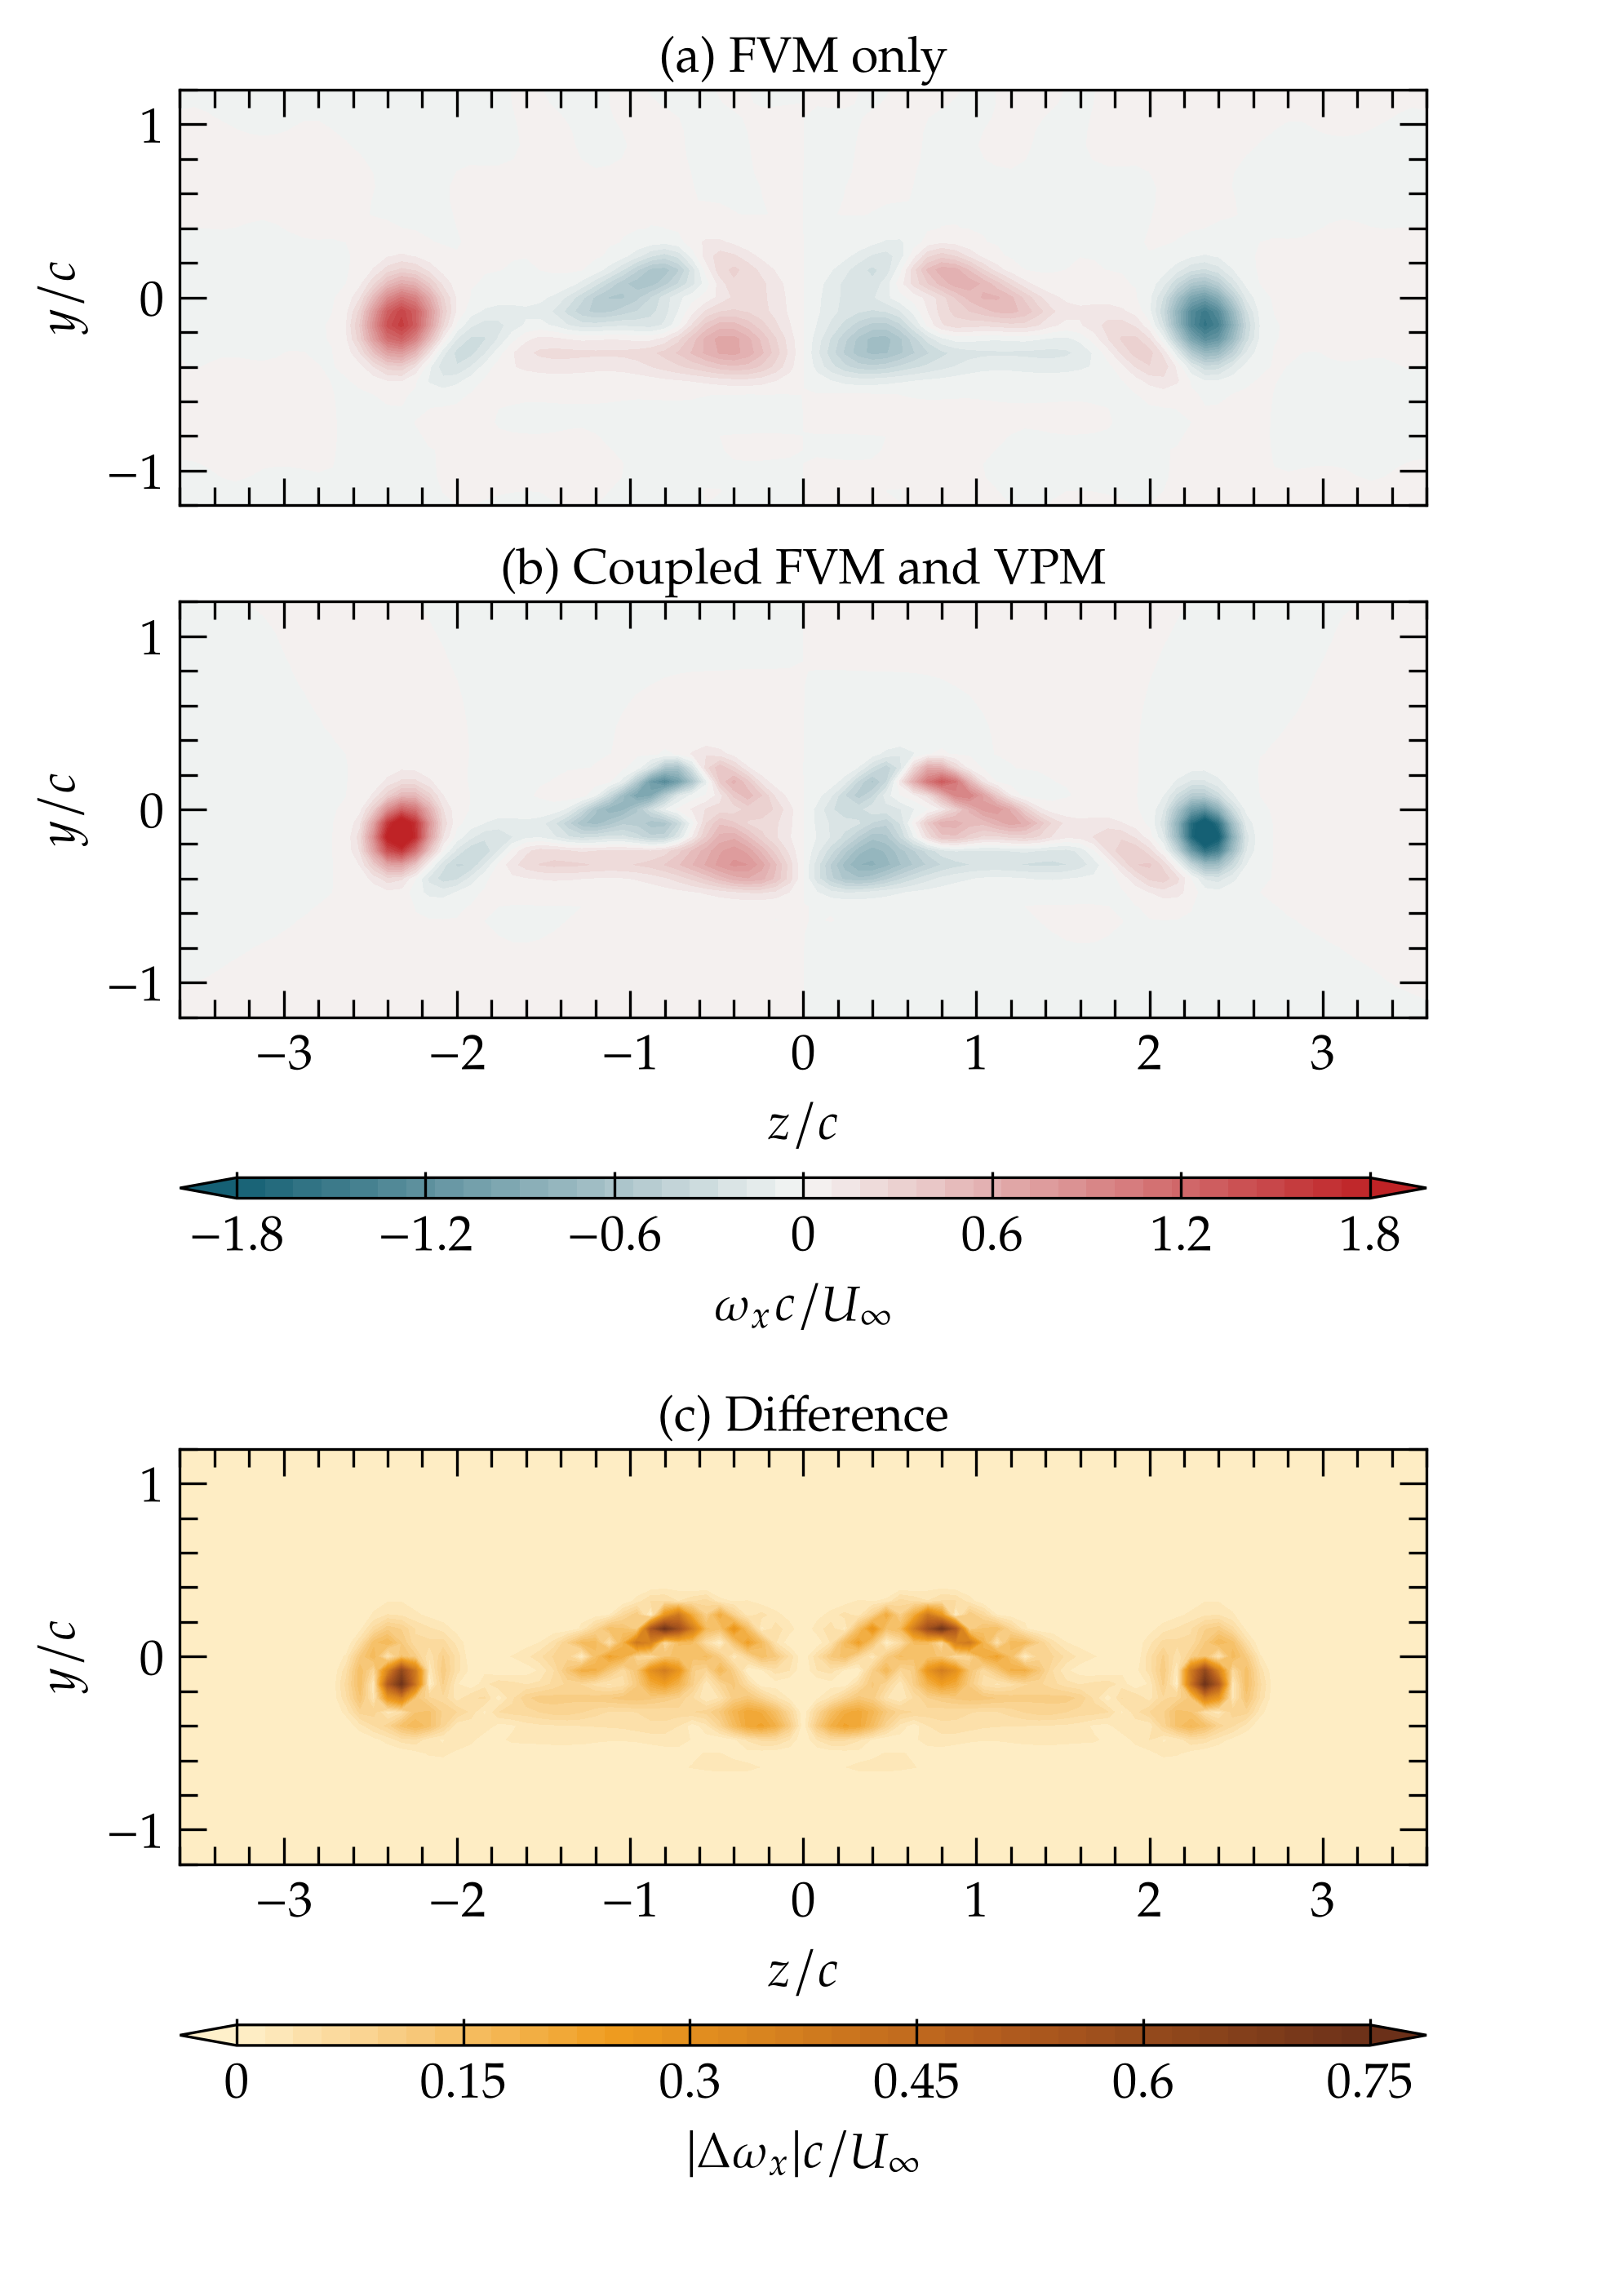 (a) FVM only
1
0
−1
y/c
(b) Coupled FVM and VPM
1
0
−1
y/c
−3 −2 −1 0 1 2 3
z/c
−1.8 −1.2 −0.6 0 0.6 1.2 1.8
ωₓc/U∞
(c) Difference
1
0
−1
y/c
−3 −2 −1 0 1 2 3
z/c
0 0.15 0.3 0.45 0.6 0.75
|Δωₓ|c/U∞